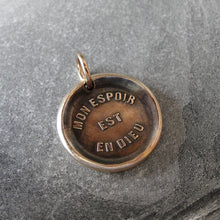 MON ESPOIR
EST
EN DIEU